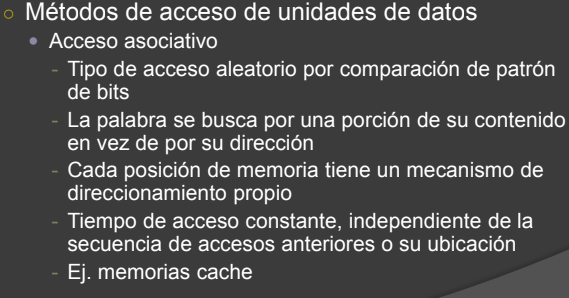 Métodos de acceso de unidades de datos
Acceso asociativo
- Tipo de acceso aleatorio por comparación de patrón
de bits
- La palabra se busca por una porción de su contenido
en vez de por su dirección
- Cada posición de memoria tiene un mecanismo de
direccionamiento propio
- Tiempo de acceso constante, independiente de la
secuencia de accesos anteriores o su ubicación
- Ej. memorias cache